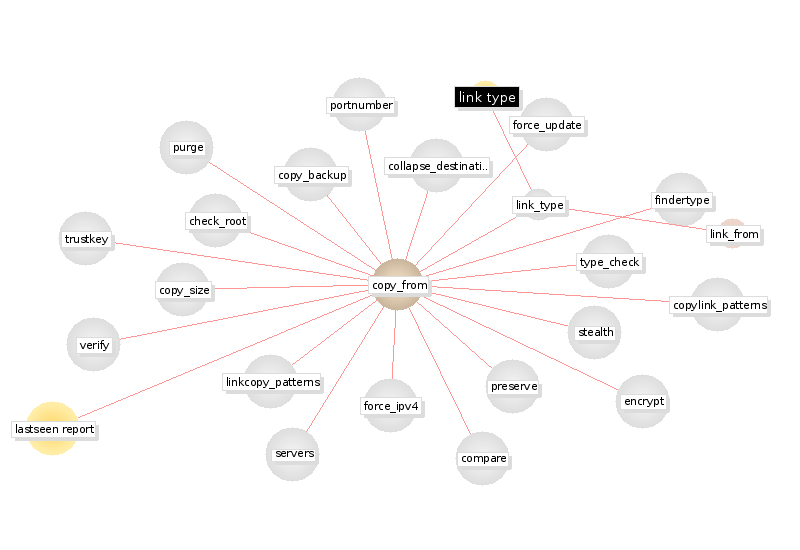 link type
portnumber
force_update
purge
collapse_destinati..
copy_backup
findertype
link_type
check_root
link_from
trustkey
type_check
copy_from
copy_size
copylink_patterns
stealth
verify
linkcopy_patterns
preserve
encrypt
force_ipv4
lastseen report
servers
compare